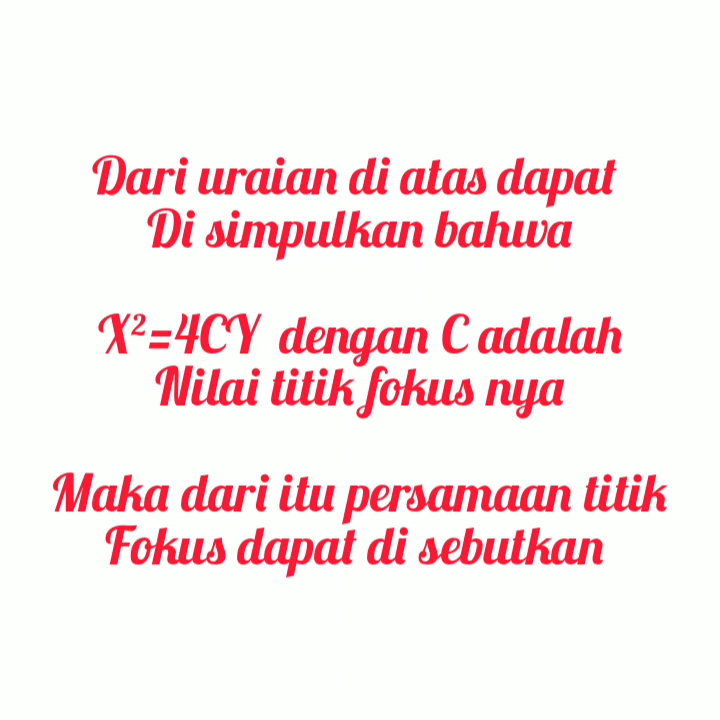 Dari uraian di atas dapat
Di simpulkan bahwa
X²=4CY dengan C adalah
Nilai titik fokus nya
Maka dari itu persamaan titik
Fokus dapat di sebutkan